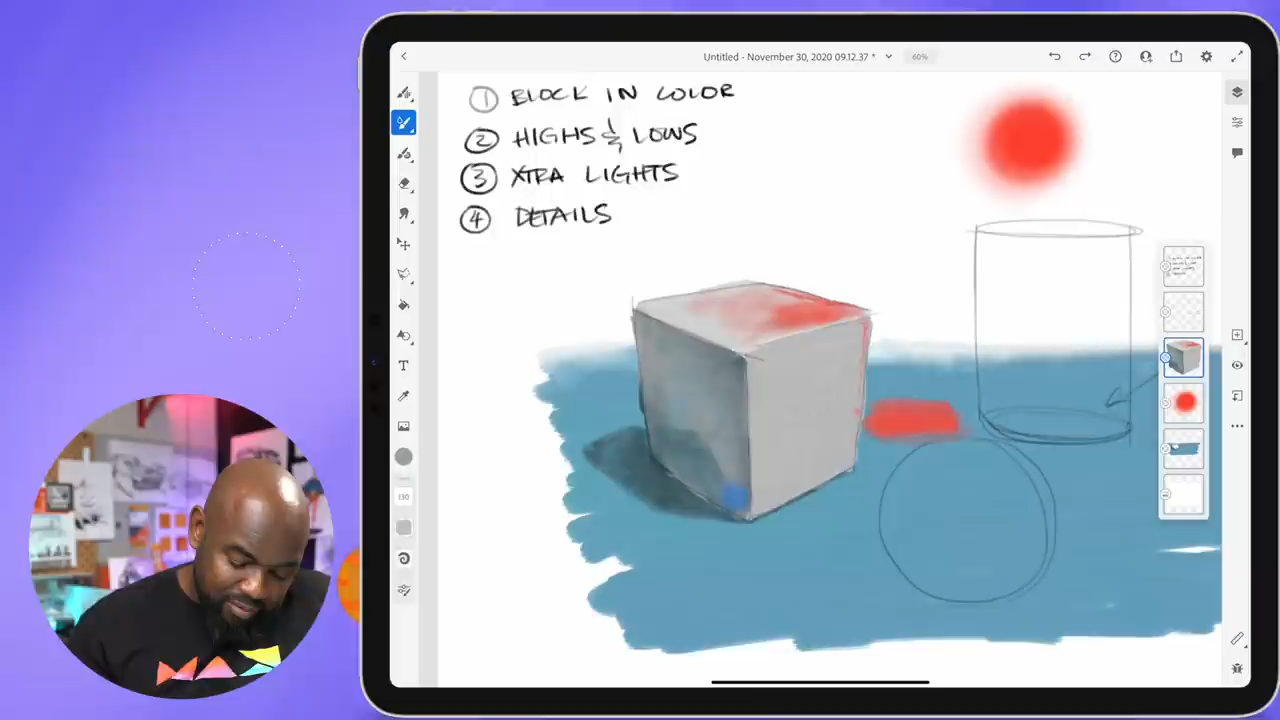 Untitled - November 30, 2020 09.12.37 *
60%
1 BLOCK IN COLOR
2 HIGHS & LOWS
3 XTRA LIGHTS
4 DETAILS
T
130